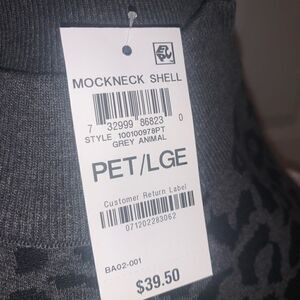 MOCKNECK SHELL
7 32999 86823 0
STYLE 100100978PT
GREY ANIMAL
PET/LGE
Customer Return Label
071202283062
BA02-001
$39.50